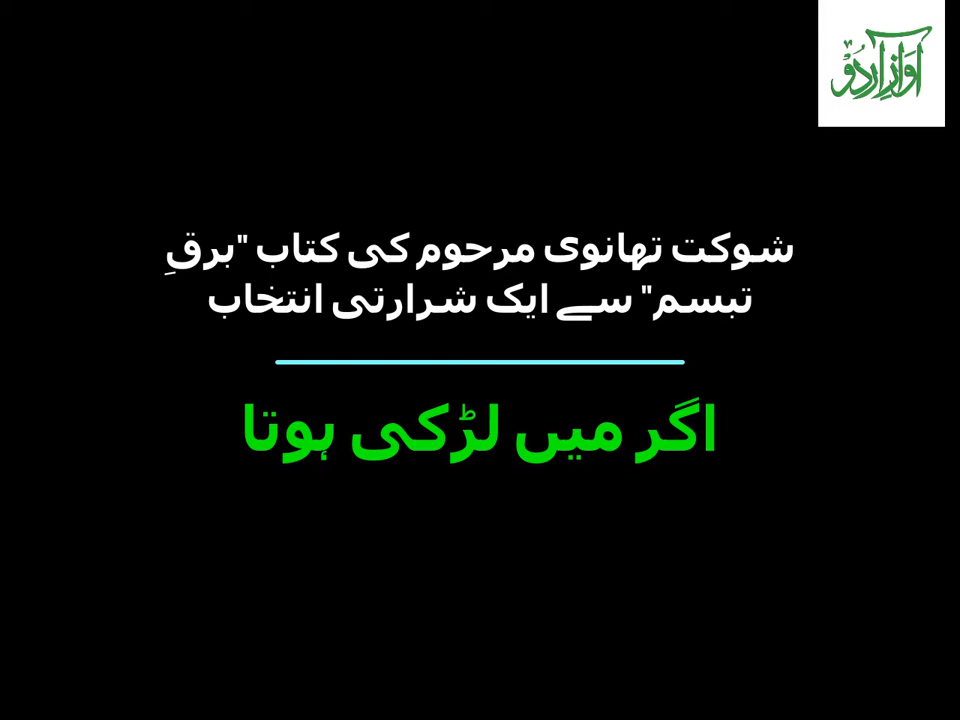 آوازِ اردو
شوکت تھانوی مرحوم کی کتاب "برقِ
تبسم" سے ایک شرارتی انتخاب
اگر میں لڑکی ہوتا